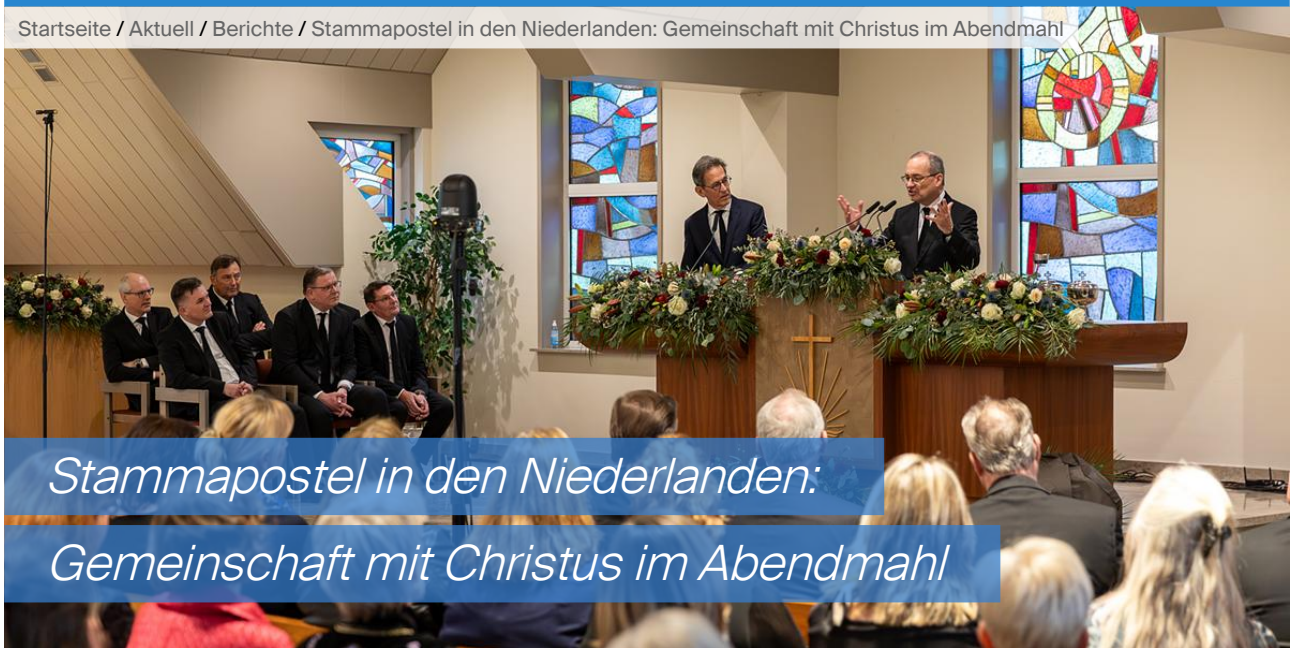 Startseite / Aktuell / Berichte / Stammapostel in den Niederlanden: Gemeinschaft mit Christus im Abendmahl
Stammapostel in den Niederlanden:
Gemeinschaft mit Christus im Abendmahl